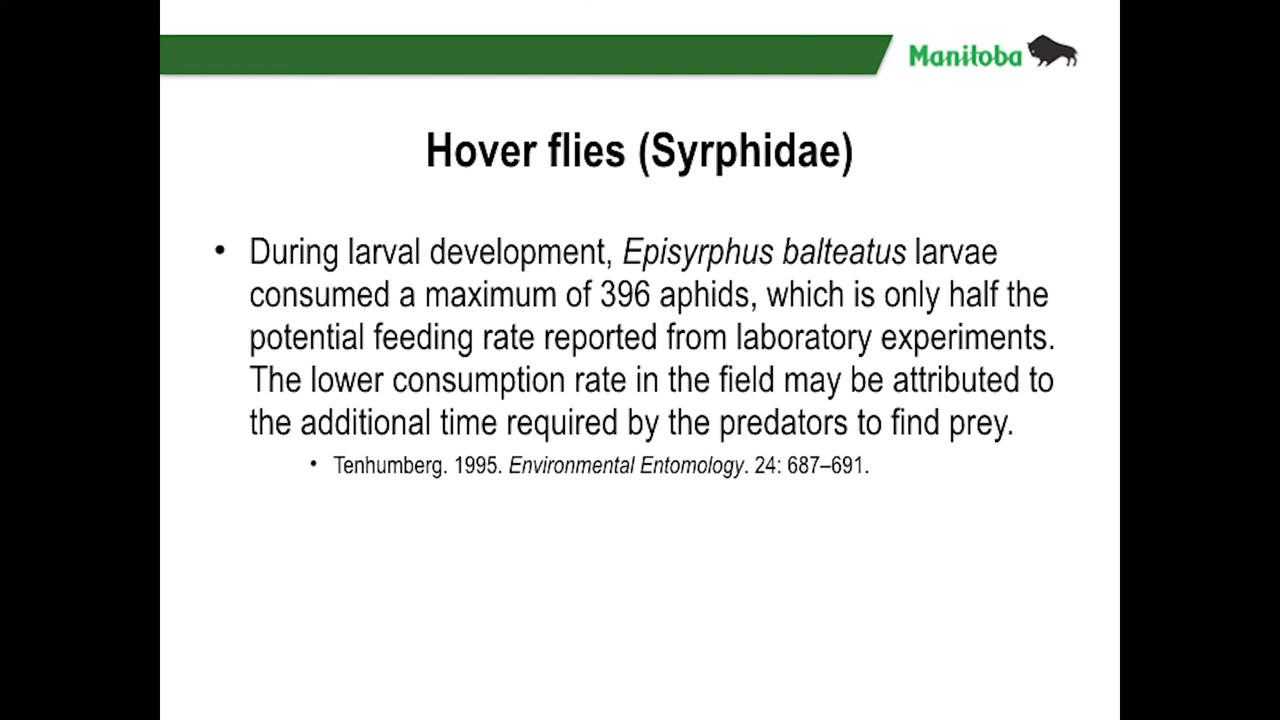 Manitoba
Hover flies (Syrphidae)
• During larval development, Episyrphus balteatus larvae
consumed a maximum of 396 aphids, which is only half the
potential feeding rate reported from laboratory experiments.
The lower consumption rate in the field may be attributed to
the additional time required by the predators to find prey.
• Tenhumberg. 1995. Environmental Entomology. 24: 687–691.